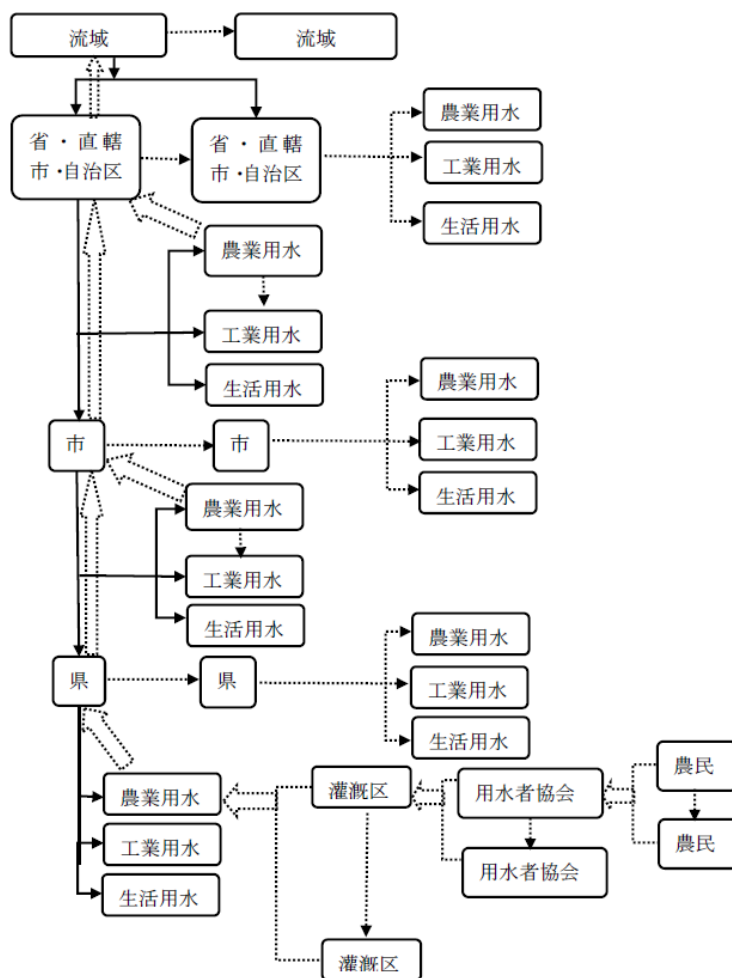 流域
流域
省・直轄
市・自治区
省・直轄
市・自治区
農業用水
工業用水
生活用水
農業用水
工業用水
生活用水
農業用水
市
市
工業用水
生活用水
農業用水
工業用水
生活用水
農業用水
県
県
工業用水
生活用水
農業用水
灌漑区
用水者協会
農民
工業用水
用水者協会
農民
生活用水
灌漑区